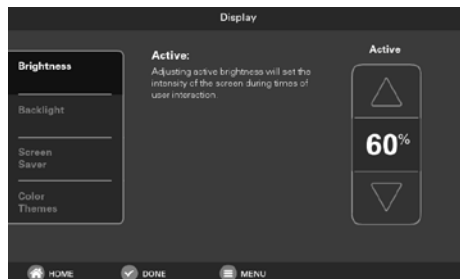 Display
Brightness
Backlight
Screen
Saver
Color
Themes
Active:
Adjusting active brightness will set the
intensity of the screen during times of
user interaction.
Active
60%
HOME
DONE
MENU